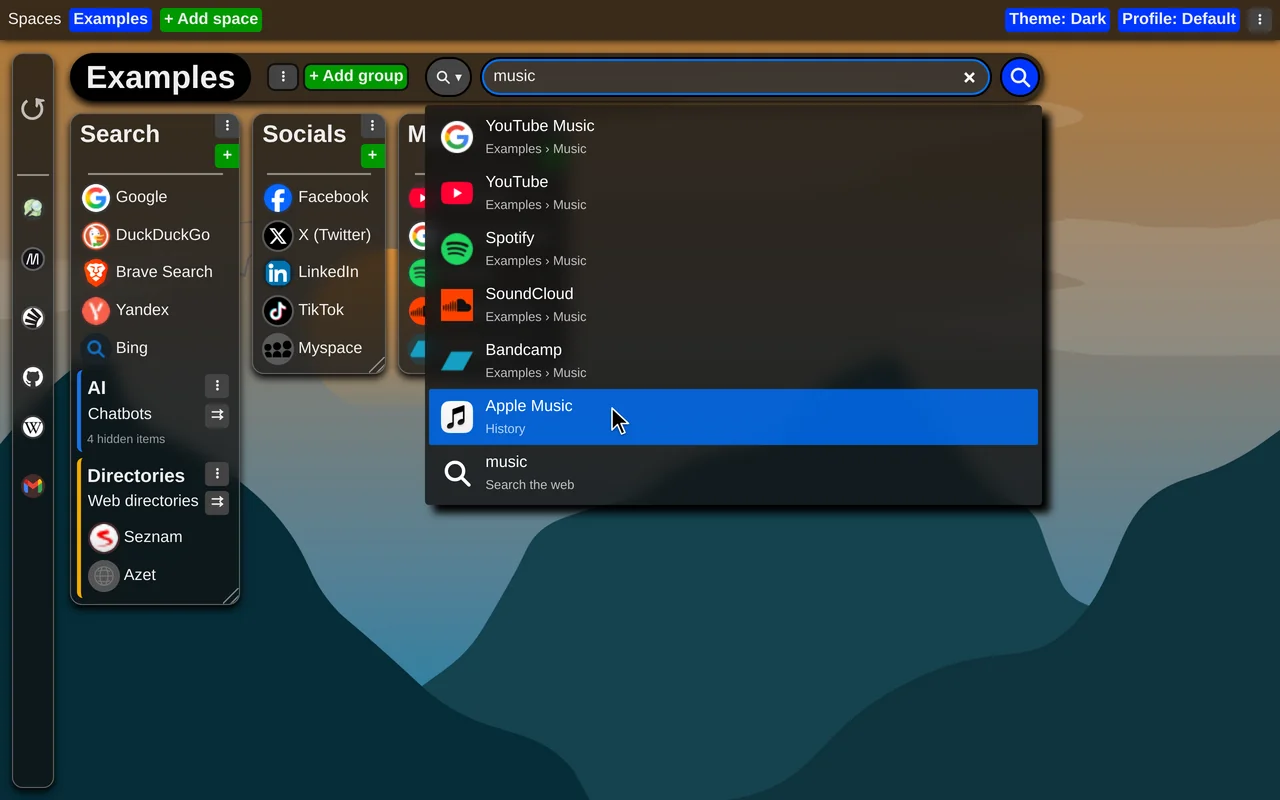 Spaces Examples + Add space Theme: Dark Profile: Default
Examples + Add group music
Search
Google
DuckDuckGo
Brave Search
Yandex
Bing
AI
Chatbots
4 hidden items
Directories
Web directories
Seznam
Azet
Socials
Facebook
X (Twitter)
LinkedIn
TikTok
Myspace
M
YouTube Music
Examples › Music
YouTube
Examples › Music
Spotify
Examples › Music
SoundCloud
Examples › Music
Bandcamp
Examples › Music
Apple Music
History
music
Search the web